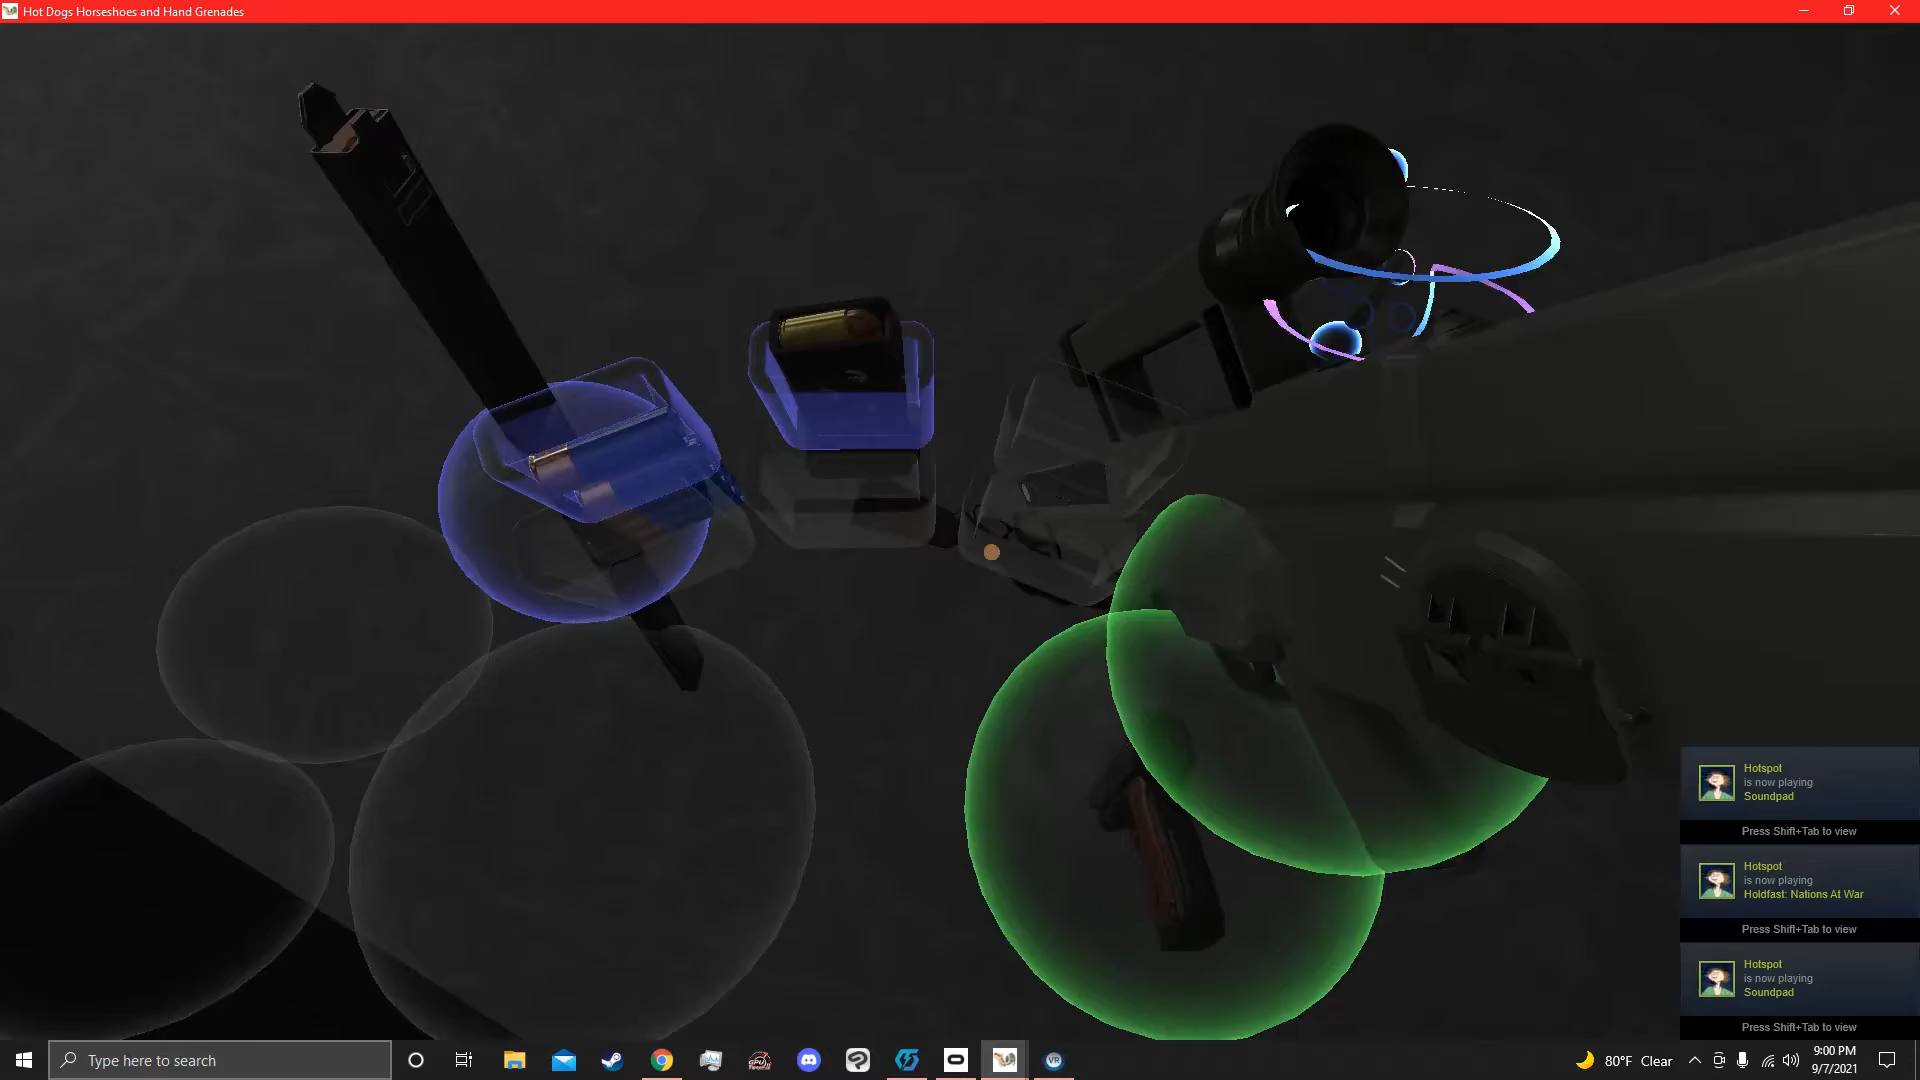 Hot Dogs Horseshoes and Hand Grenades
Hotspot
is now playing
Soundpad
Press Shift+Tab to view
Hotspot
is now playing
Holdfast: Nations At War
Press Shift+Tab to view
Hotspot
is now playing
Soundpad
Press Shift+Tab to view
Type here to search
VR
80°F Clear
9:00 PM
9/7/2021